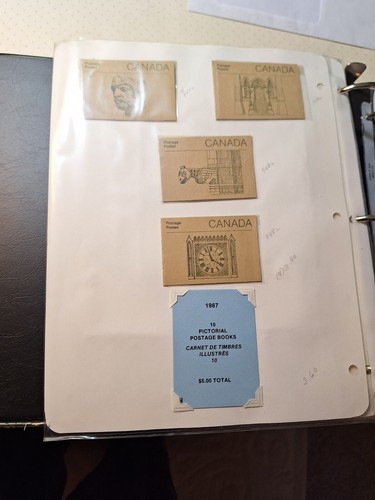 Postage
Postes
CANADA
Postage
Postes
CANADA
Postage
Postes
CANADA
Postage
Postes
CANADA
1987
10
PICTORIAL
POSTAGE BOOKS
CARNET DE TIMBRES
ILLUSTRÉS
10
$5.00 TOTAL